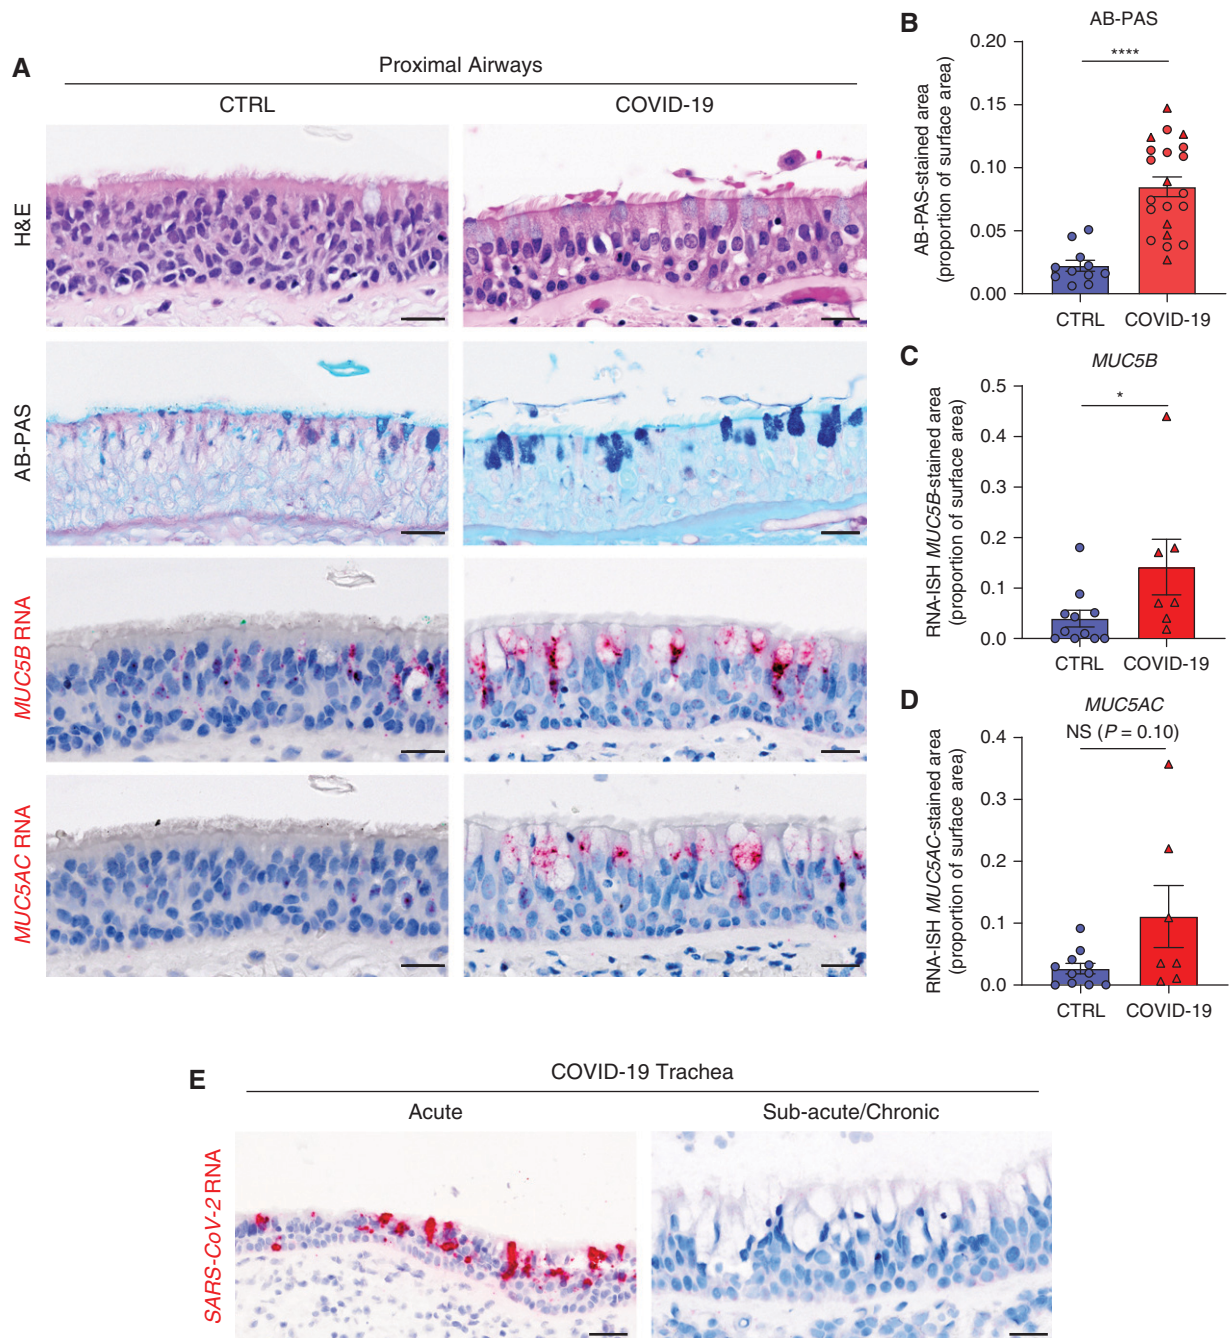 A
Proximal Airways
CTRL
COVID-19
H&E
AB-PAS
MUC5B RNA
MUC5AC RNA
B
AB-PAS
****
AB-PAS-stained area
(proportion of surface area)
0.20
0.15
0.10
0.05
0.00
CTRL
COVID-19
C
MUC5B
*
RNA-ISH MUC5B-stained area
(proportion of surface area)
0.5
0.4
0.3
0.2
0.1
0.0
CTRL
COVID-19
D
MUC5AC
NS (P = 0.10)
RNA-ISH MUC5AC-stained area
(proportion of surface area)
0.4
0.3
0.2
0.1
0.0
CTRL
COVID-19
E
COVID-19 Trachea
Acute
Sub-acute/Chronic
SARS-CoV-2 RNA